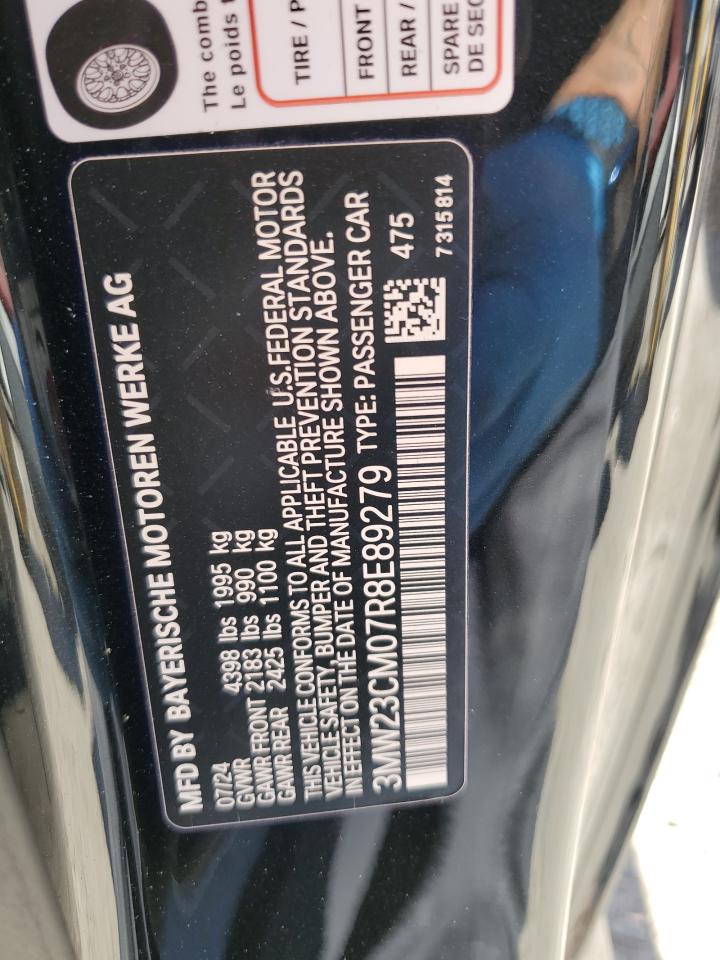 The comb
Le poids t
TIRE / P
FRONT
REAR /
SPARE
DE SEC
MFD BY BAYERISCHE MOTOREN WERKE AG
07/24
GVWR 4398 lbs 1995 kg
GAWR FRONT 2183 lbs 990 kg
GAWR REAR 2425 lbs 1100 kg
THIS VEHICLE CONFORMS TO ALL APPLICABLE U.S.FEDERAL MOTOR
VEHICLE SAFETY, BUMPER AND THEFT PREVENTION STANDARDS
IN EFFECT ON THE DATE OF MANUFACTURE SHOWN ABOVE.
3MW23CM07R8E89279 TYPE: PASSENGER CAR
475
7315814